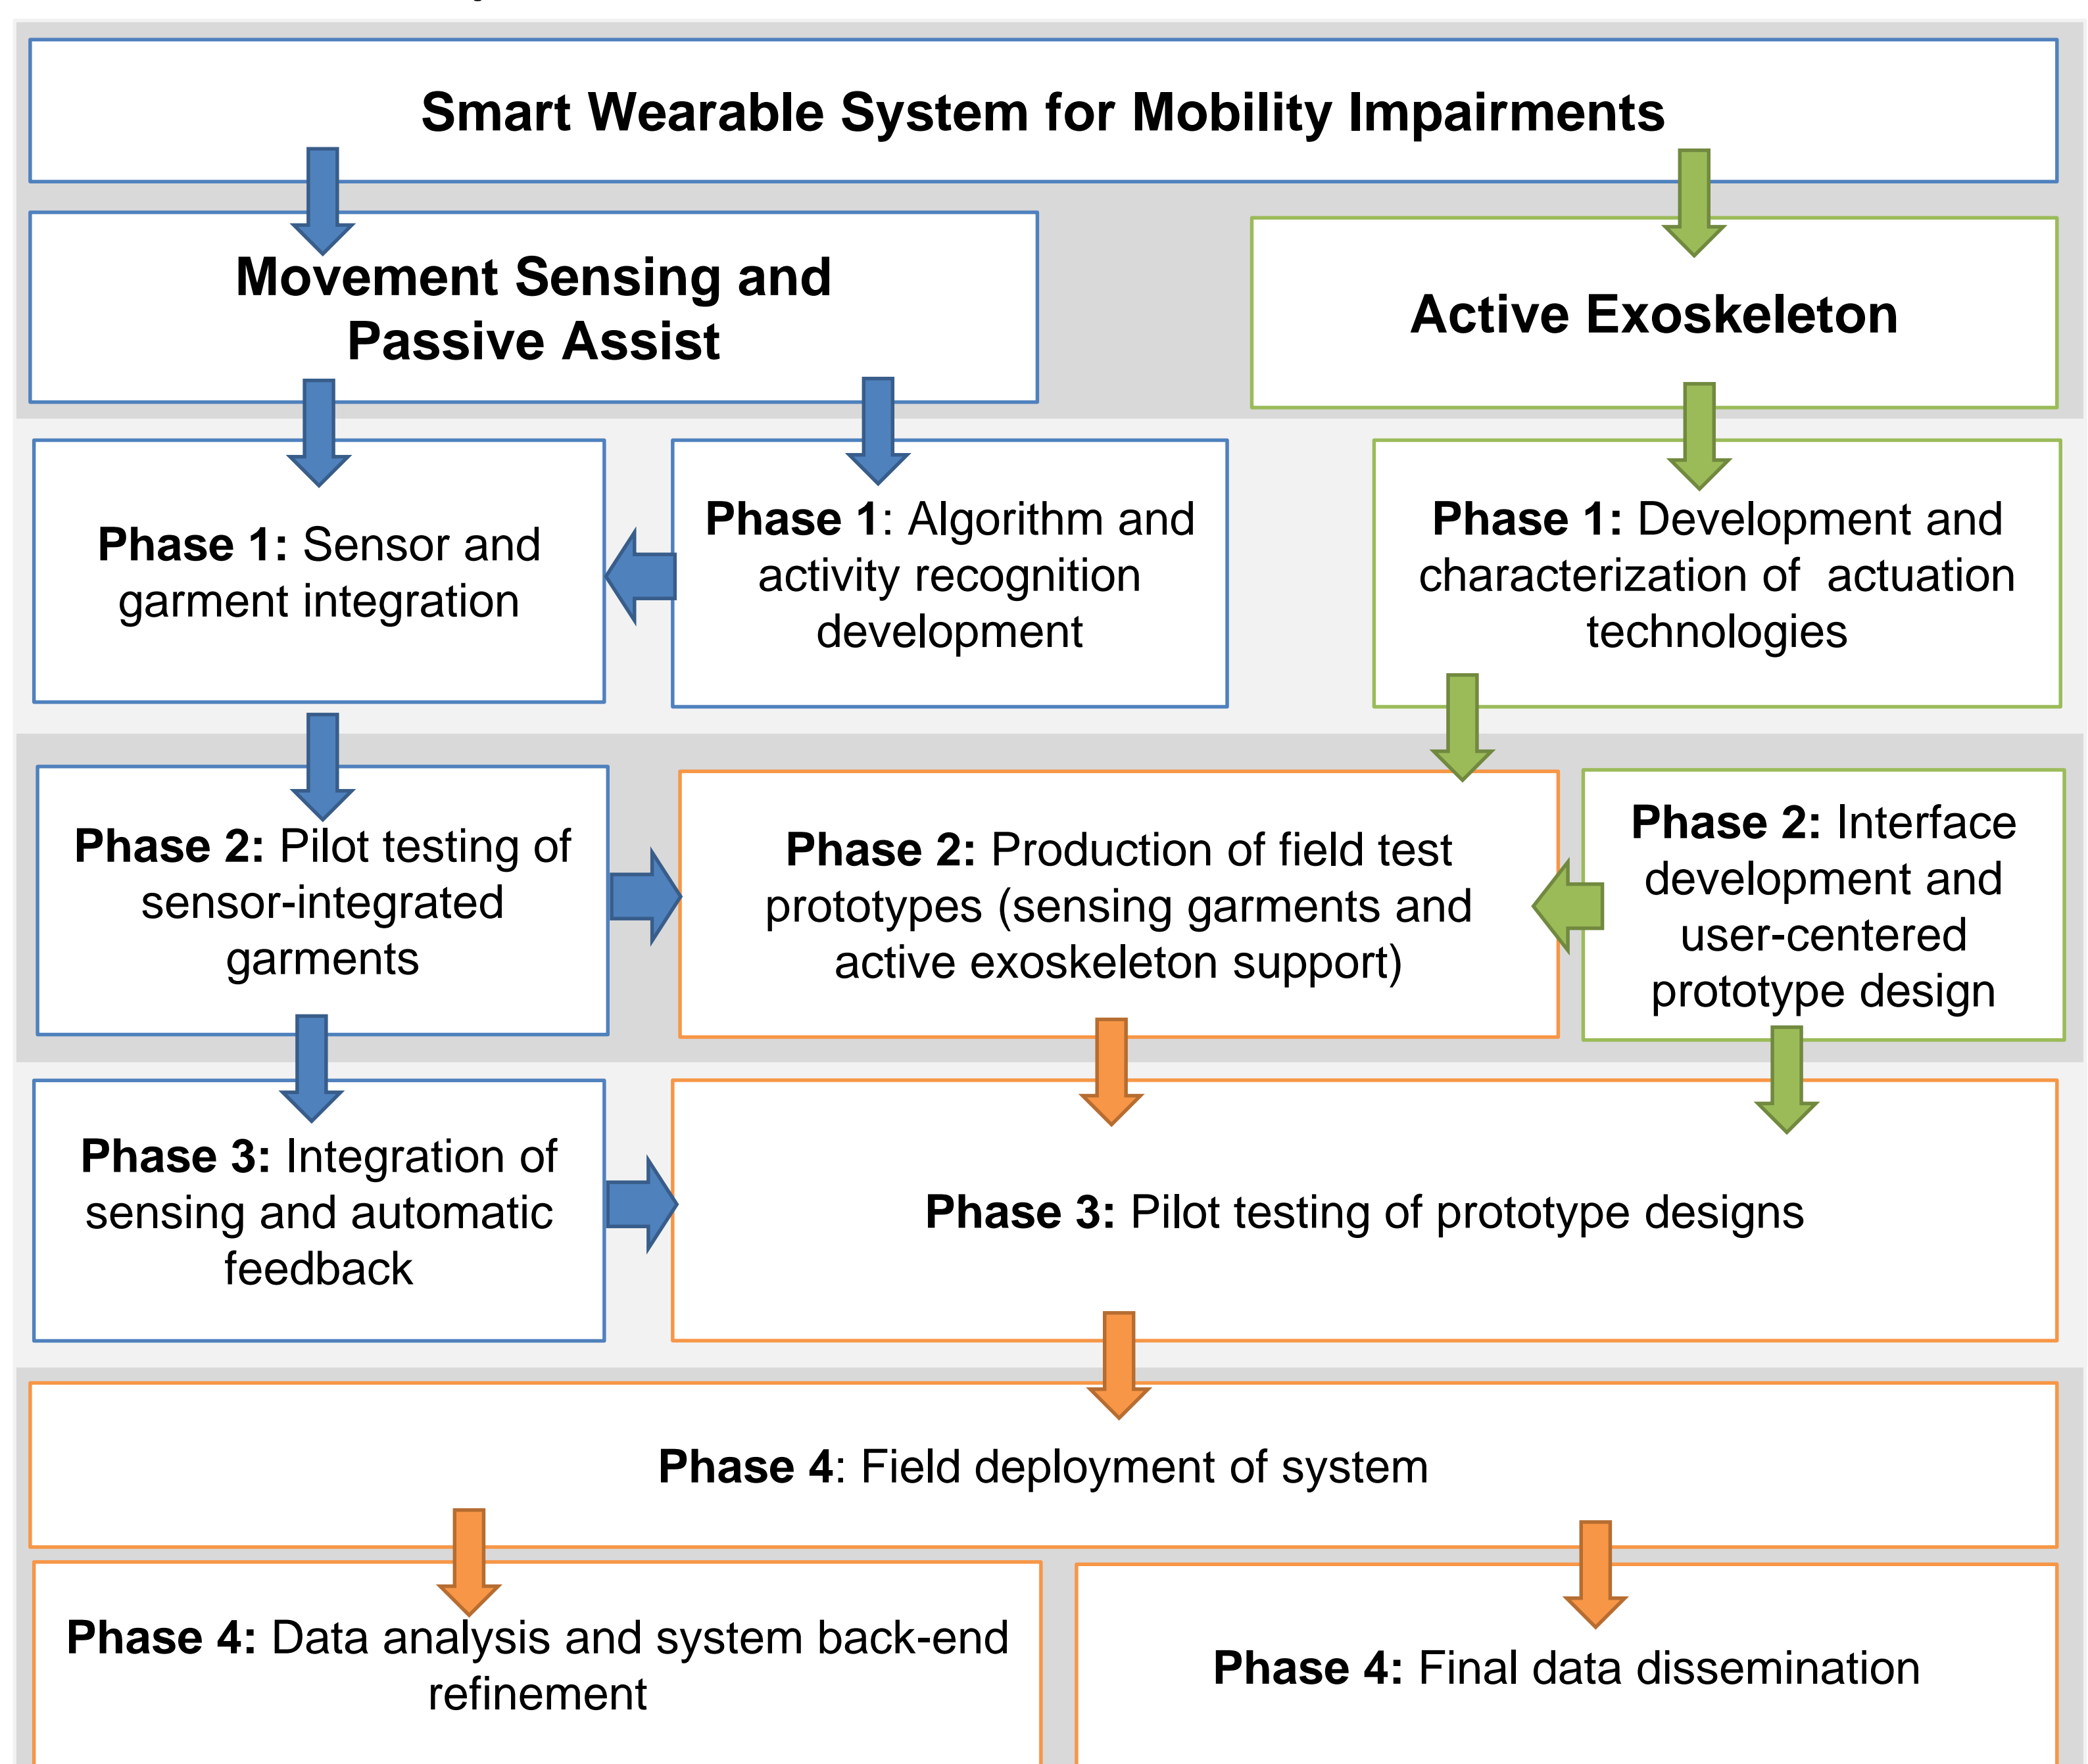 Smart Wearable System for Mobility Impairments
Movement Sensing and
Passive Assist
Active Exoskeleton
Phase 1: Sensor and
garment integration
Phase 1: Algorithm and
activity recognition
development
Phase 1: Development and
characterization of actuation
technologies
Phase 2: Pilot testing of
sensor-integrated
garments
Phase 2: Production of field test
prototypes (sensing garments and
active exoskeleton support)
Phase 2: Interface
development and
user-centered
prototype design
Phase 3: Integration of
sensing and automatic
feedback
Phase 3: Pilot testing of prototype designs
Phase 4: Field deployment of system
Phase 4: Data analysis and system back-end
refinement
Phase 4: Final data dissemination